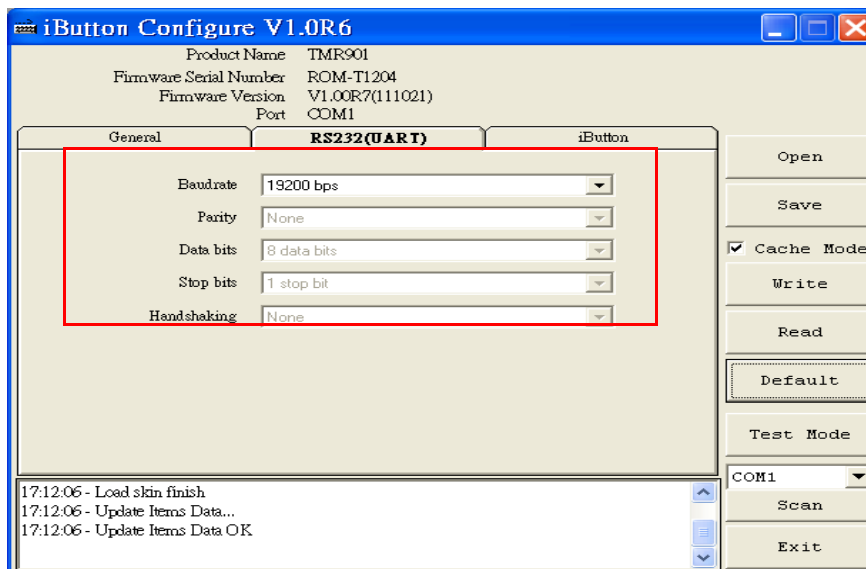 iButton Configure V1.0R6
Product Name TMR901
Firmware Serial Number ROM-T1204
Firmware Version V1.00R7(111021)
Port COM1
General RS232(UART) iButton
Baudrate 19200 bps
Parity None
Data bits 8 data bits
Stop bits 1 stop bit
Handshaking None
Open
Save
Cache Mode
Write
Read
Default
Test Mode
COM1
Scan
Exit
17:12:06 - Load skin finish
17:12:06 - Update Items Data...
17:12:06 - Update Items Data OK